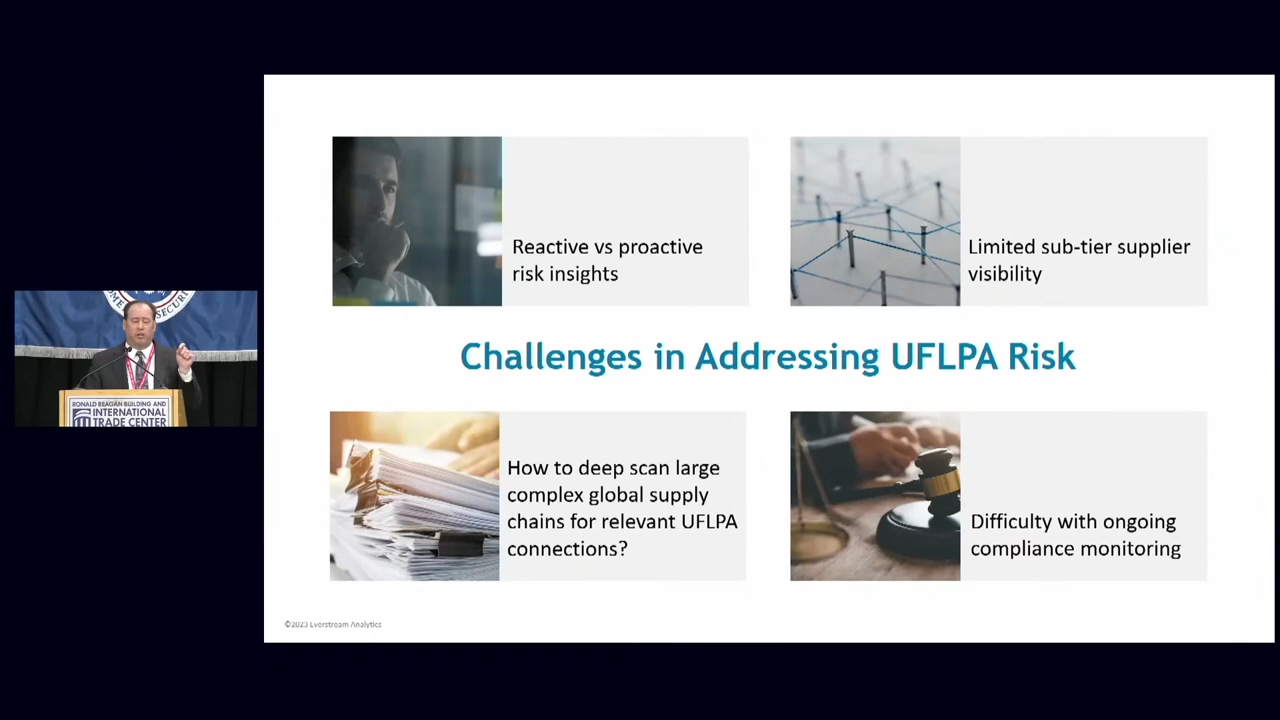 Reactive vs proactive
risk insights
Limited sub-tier supplier
visibility
Challenges in Addressing UFLPA Risk
How to deep scan large
complex global supply
chains for relevant UFLPA
connections?
Difficulty with ongoing
compliance monitoring
©2023 Everstream Analytics
RONALD REAGAN BUILDING AND
INTERNATIONAL
TRADE CENTER